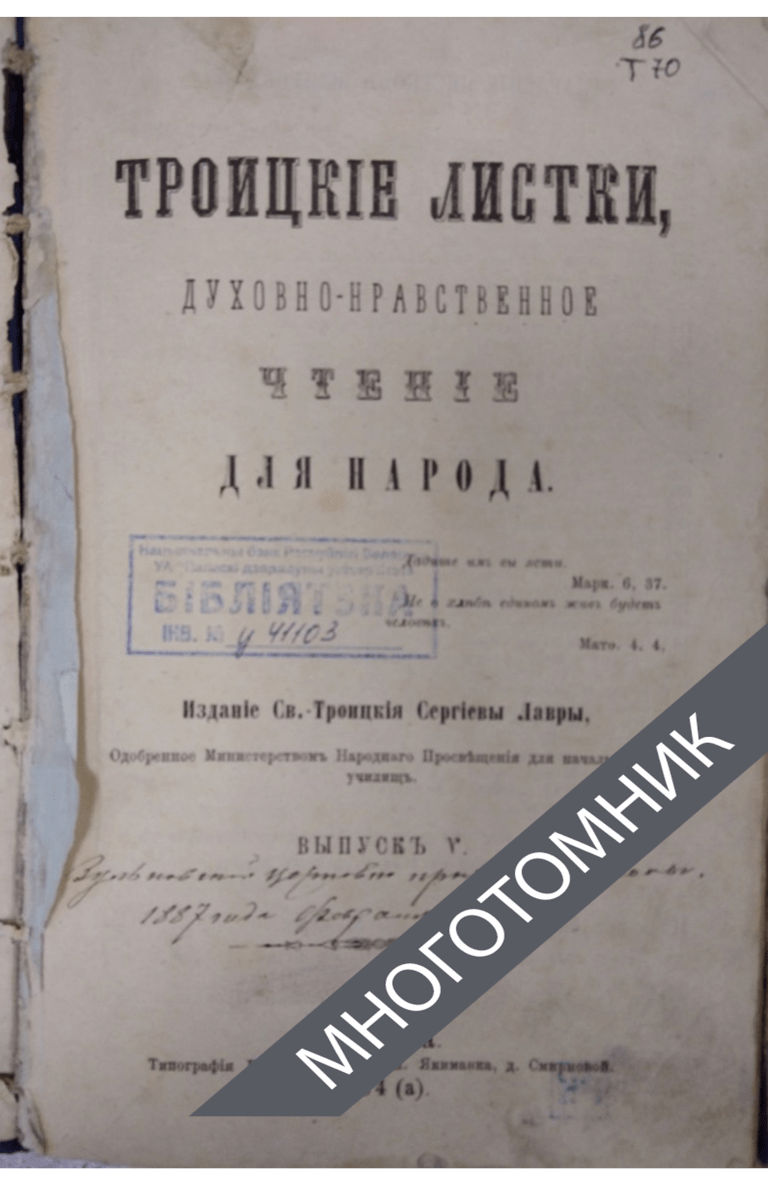 86
Т 70
ТРОИЦКІЕ ЛИСТКИ,
ДУХОВНО-НРАВСТВЕННОЕ
ЧТЕНІЕ
ДЛЯ НАРОДА.
БІБЛІЯТЭКА
ІНВ. № у 41103
Дадите имъ вы ясти.
Марк. 6, 37.
Не о хлѣбѣ единомъ живъ будетъ
человѣкъ.
Матѳ. 4, 4.
Изданіе Св.-Троицкія Сергіевы Лавры,
Одобренное Министерствомъ Народнаго Просвѣщенія для
училищъ.
ВЫПУСКЪ V.
1887 года
МНОГОТОМНИК
Типографія Якиманка, д. Смирновой.
4 (а).